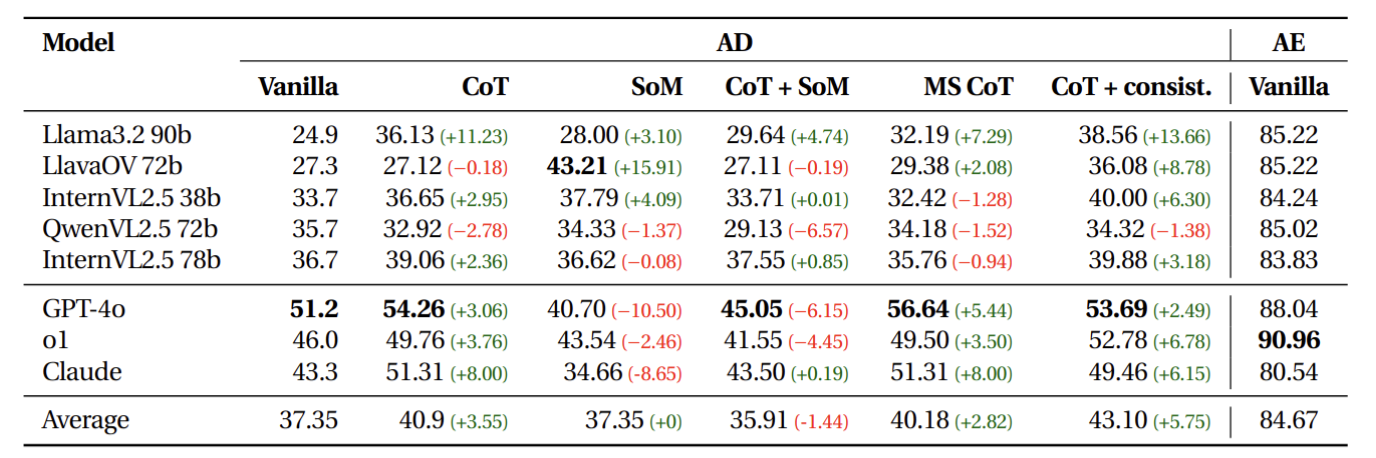 Model AD AE
Vanilla CoT SoM CoT + SoM MS CoT CoT + consist. Vanilla
Llama3.2 90b 24.9 36.13 (+11.23) 28.00 (+3.10) 29.64 (+4.74) 32.19 (+7.29) 38.56 (+13.66) 85.22
LlavaOV 72b 27.3 27.12 (−0.18) 43.21 (+15.91) 27.11 (−0.19) 29.38 (+2.08) 36.08 (+8.78) 85.22
InternVL2.5 38b 33.7 36.65 (+2.95) 37.79 (+4.09) 33.71 (+0.01) 32.42 (−1.28) 40.00 (+6.30) 84.24
QwenVL2.5 72b 35.7 32.92 (−2.78) 34.33 (−1.37) 29.13 (−6.57) 34.18 (−1.52) 34.32 (−1.38) 85.02
InternVL2.5 78b 36.7 39.06 (+2.36) 36.62 (−0.08) 37.55 (+0.85) 35.76 (−0.94) 39.88 (+3.18) 83.83
GPT-4o 51.2 54.26 (+3.06) 40.70 (−10.50) 45.05 (−6.15) 56.64 (+5.44) 53.69 (+2.49) 88.04
o1 46.0 49.76 (+3.76) 43.54 (−2.46) 41.55 (−4.45) 49.50 (+3.50) 52.78 (+6.78) 90.96
Claude 43.3 51.31 (+8.00) 34.66 (-8.65) 43.50 (+0.19) 51.31 (+8.00) 49.46 (+6.15) 80.54
Average 37.35 40.9 (+3.55) 37.35 (+0) 35.91 (-1.44) 40.18 (+2.82) 43.10 (+5.75) 84.67